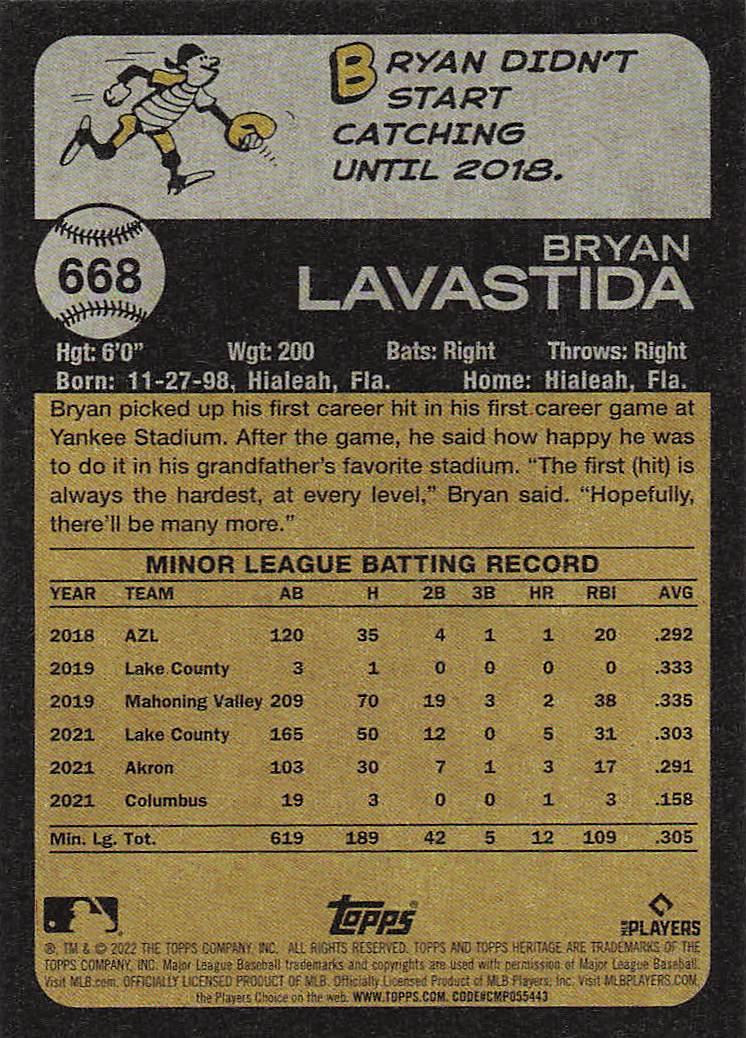 BRYAN DIDN'T
START
CATCHING
UNTIL 2018.
668
BRYAN
LAVASTIDA
Hgt: 6'0" Wgt: 200 Bats: Right Throws: Right
Born: 11-27-98, Hialeah, Fla. Home: Hialeah, Fla.
Bryan picked up his first career hit in his first career game at
Yankee Stadium. After the game, he said how happy he was
to do it in his grandfather's favorite stadium. "The first (hit) is
always the hardest, at every level," Bryan said. "Hopefully,
there'll be many more."
MINOR LEAGUE BATTING RECORD
YEAR TEAM AB H 2B 3B HR RBI AVG
2018 AZL 120 35 4 1 1 20 .292
2019 Lake County 3 1 0 0 0 0 .333
2019 Mahoning Valley 209 70 19 3 2 38 .335
2021 Lake County 165 50 12 0 5 31 .303
2021 Akron 103 30 7 1 3 17 .291
2021 Columbus 19 3 0 0 1 3 .158
Min. Lg. Tot. 619 189 42 5 12 109 .305
topps
MLB PLAYERS
®, TM & © 2022 THE TOPPS COMPANY, INC. ALL RIGHTS RESERVED. TOPPS AND TOPPS HERITAGE ARE TRADEMARKS OF THE
TOPPS COMPANY, INC. Major League Baseball trademarks and copyrights are used with permission of Major League Baseball.
Visit MLB.com. OFFICIALLY LICENSED PRODUCT OF MLB. Officially Licensed Product of MLB Players, Inc. Visit MLBPLAYERS.COM,
the Players Choice on the web. WWW.TOPPS.COM. CODE#CMP055443